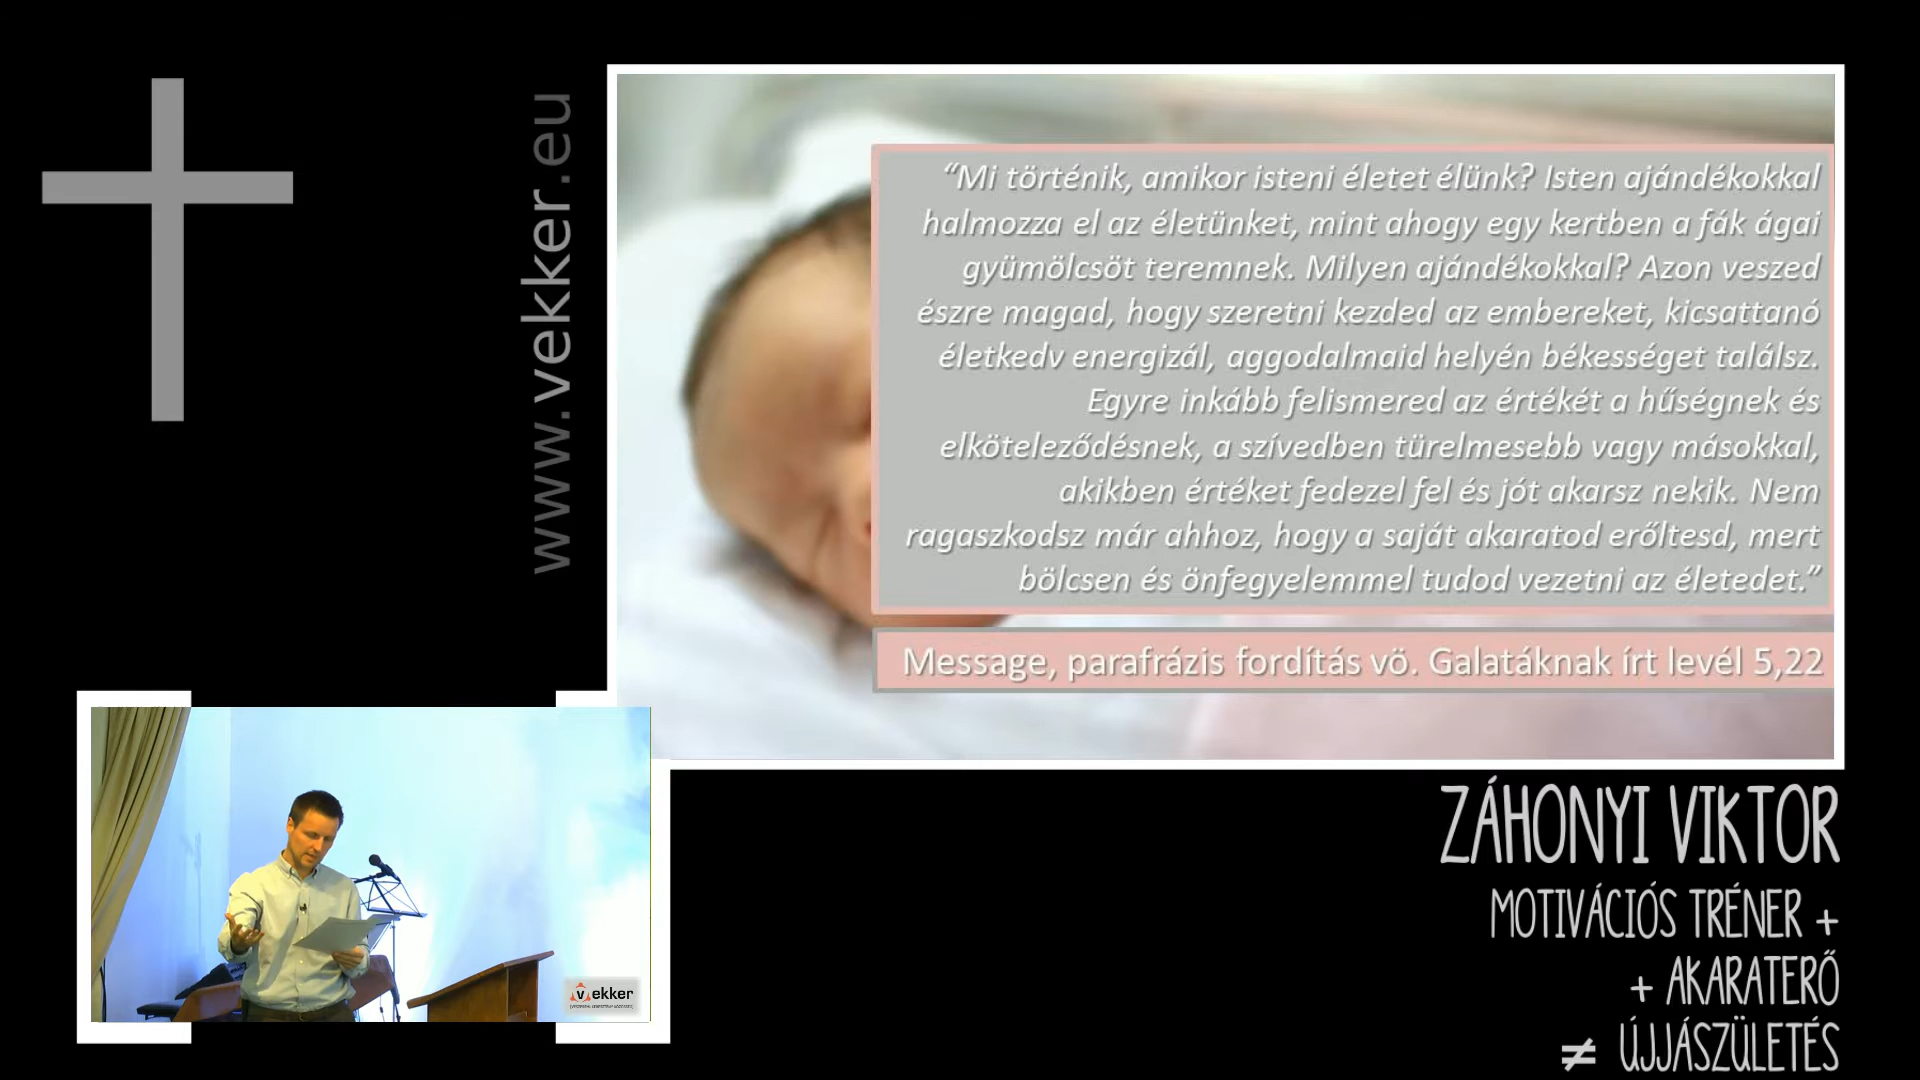 www.vekker.eu
“Mi történik, amikor isteni életet élünk? Isten ajándékokkal
halmozza el az életünket, mint ahogy egy kertben a fák ágai
gyümölcsöt teremnek. Milyen ajándékokkal? Azon veszed
észre magad, hogy szeretni kezded az embereket, kicsattanó
életkedv energizál, aggodalmaid helyén békességet találsz.
Egyre inkább felismered az értékét a hűségnek és
elköteleződésnek, a szívedben türelmesebb vagy másokkal,
akikben értéket fedezel fel és jót akarsz nekik. Nem
ragaszkodsz már ahhoz, hogy a saját akaratod erőltesd, mert
bölcsen és önfegyelemmel tudod vezetni az életedet.”
Message, parafrázis fordítás vö. Galatáknak írt levél 5,22
vekker
ZÁHONYI VIKTOR
MOTIVÁCIÓS TRÉNER +
+ AKARATERŐ
≠ ÚJJÁSZÜLETÉS